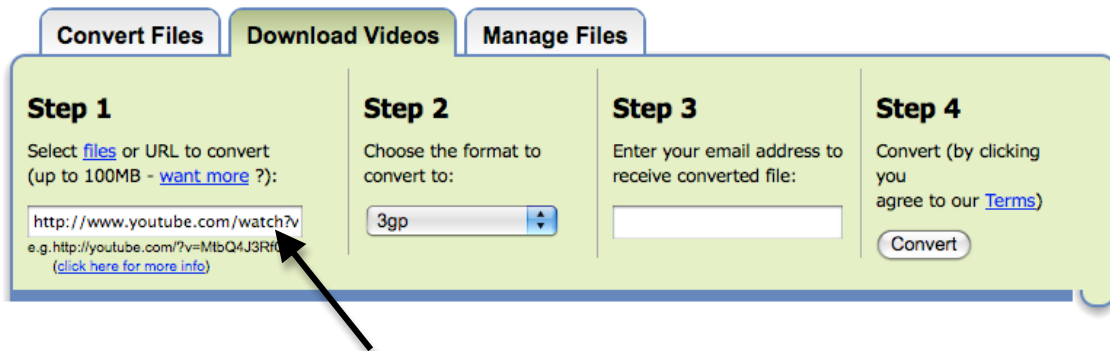 Convert Files
Download Videos
Manage Files
Step 1
Select files or URL to convert
(up to 100MB - want more ?):
http://www.youtube.com/watch?v
e.g.http://youtube.com/?v=MtbQ4J3Rf
(click here for more info)
Step 2
Choose the format to
convert to:
3gp
Step 3
Enter your email address to
receive converted file:
Step 4
Convert (by clicking
you
agree to our Terms)
Convert